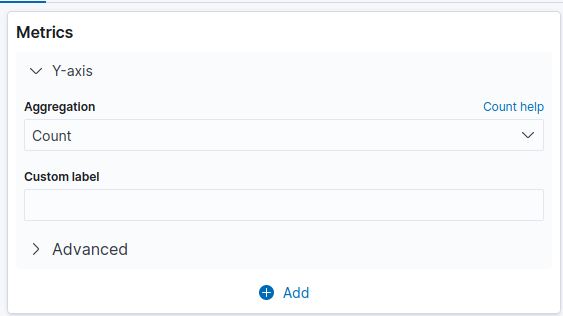 Metrics
Y-axis
Aggregation Count help
Count
Custom label
Advanced
Add